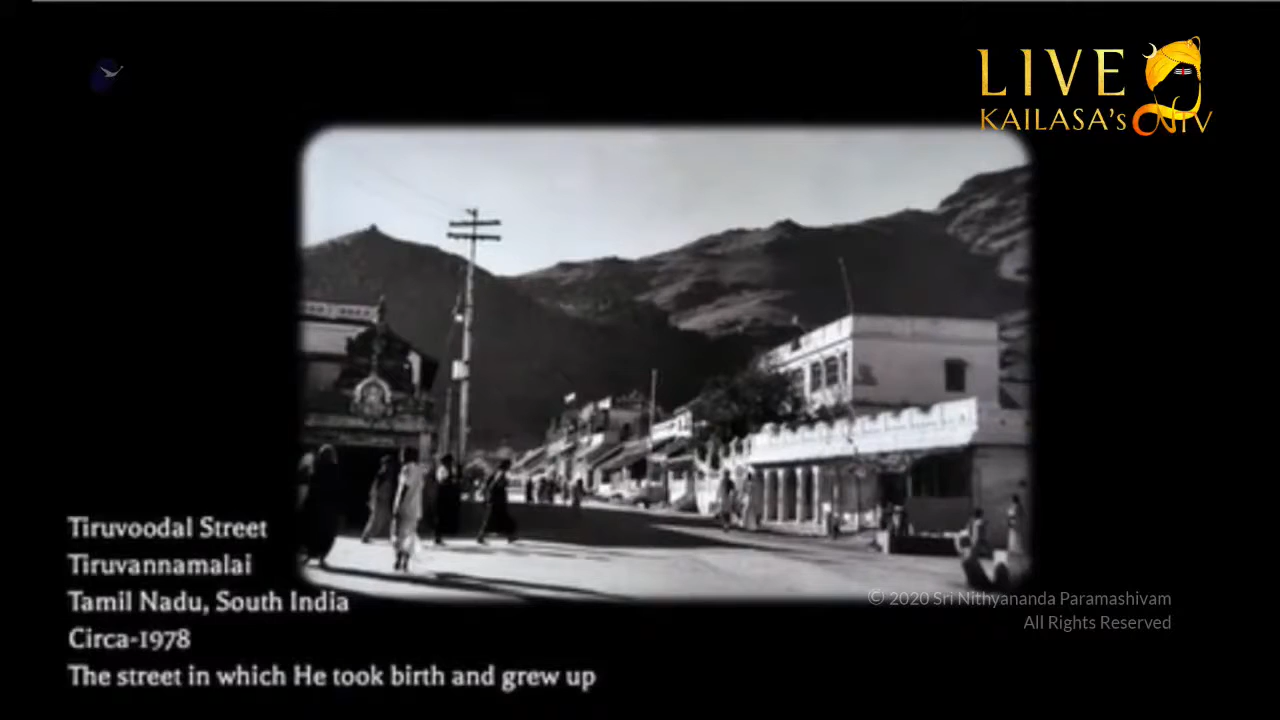 LIVE
KAILASA's NTV
Tiruvoodal Street
Tiruvannamalai
Tamil Nadu, South India
Circa-1978
The street in which He took birth and grew up
© 2020 Sri Nithyananda Paramashivam
All Rights Reserved